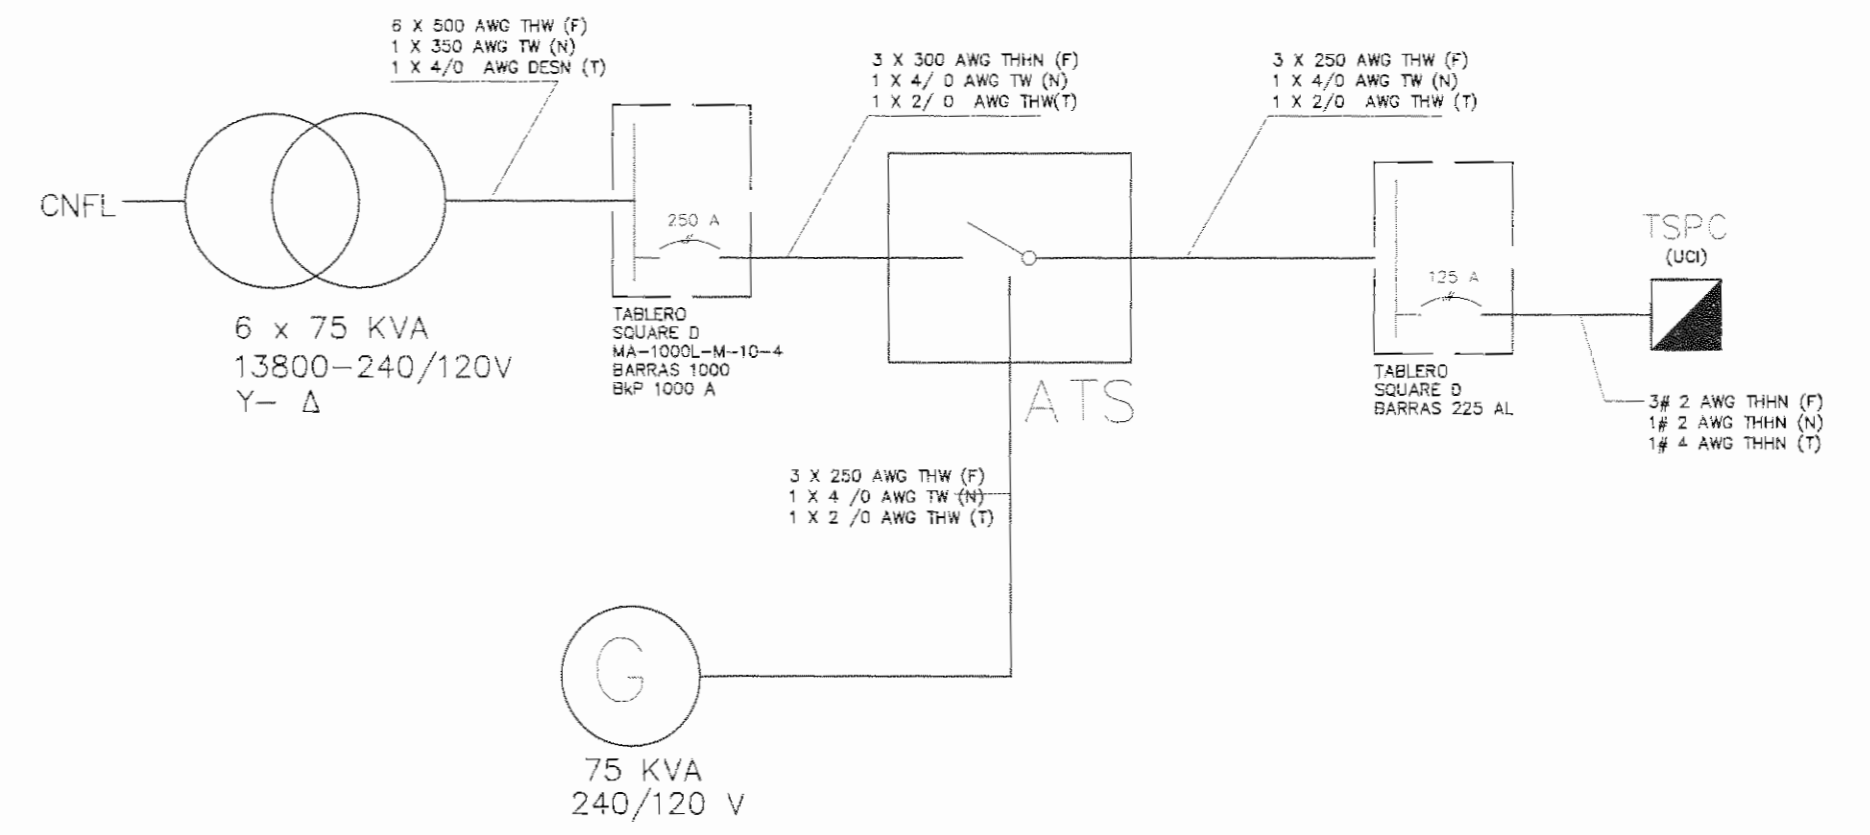 6 X 500 AWG THW (F)
1 X 350 AWG TW (N)
1 X 4/0 AWG DESN (T)
3 X 300 AWG THHN (F)
1 X 4/ 0 AWG TW (N)
1 X 2/ 0 AWG THW(T)
3 X 250 AWG THW (F)
1 X 4/0 AWG TW (N)
1 X 2/0 AWG THW (T)
CNFL
250 A
TSPC
(UCI)
125 A
6 x 75 KVA
13800-240/120V
Y- Δ
TABLERO
SQUARE D
MA-1000L-M-10-4
BARRAS 1000
BkP 1000 A
ATS
TABLERO
SQUARE D
BARRAS 225 AL
3# 2 AWG THHN (F)
1# 2 AWG THHN (N)
1# 4 AWG THHN (T)
3 X 250 AWG THW (F)
1 X 4 /0 AWG TW (N)
1 X 2 /0 AWG THW (T)
G
75 KVA
240/120 V